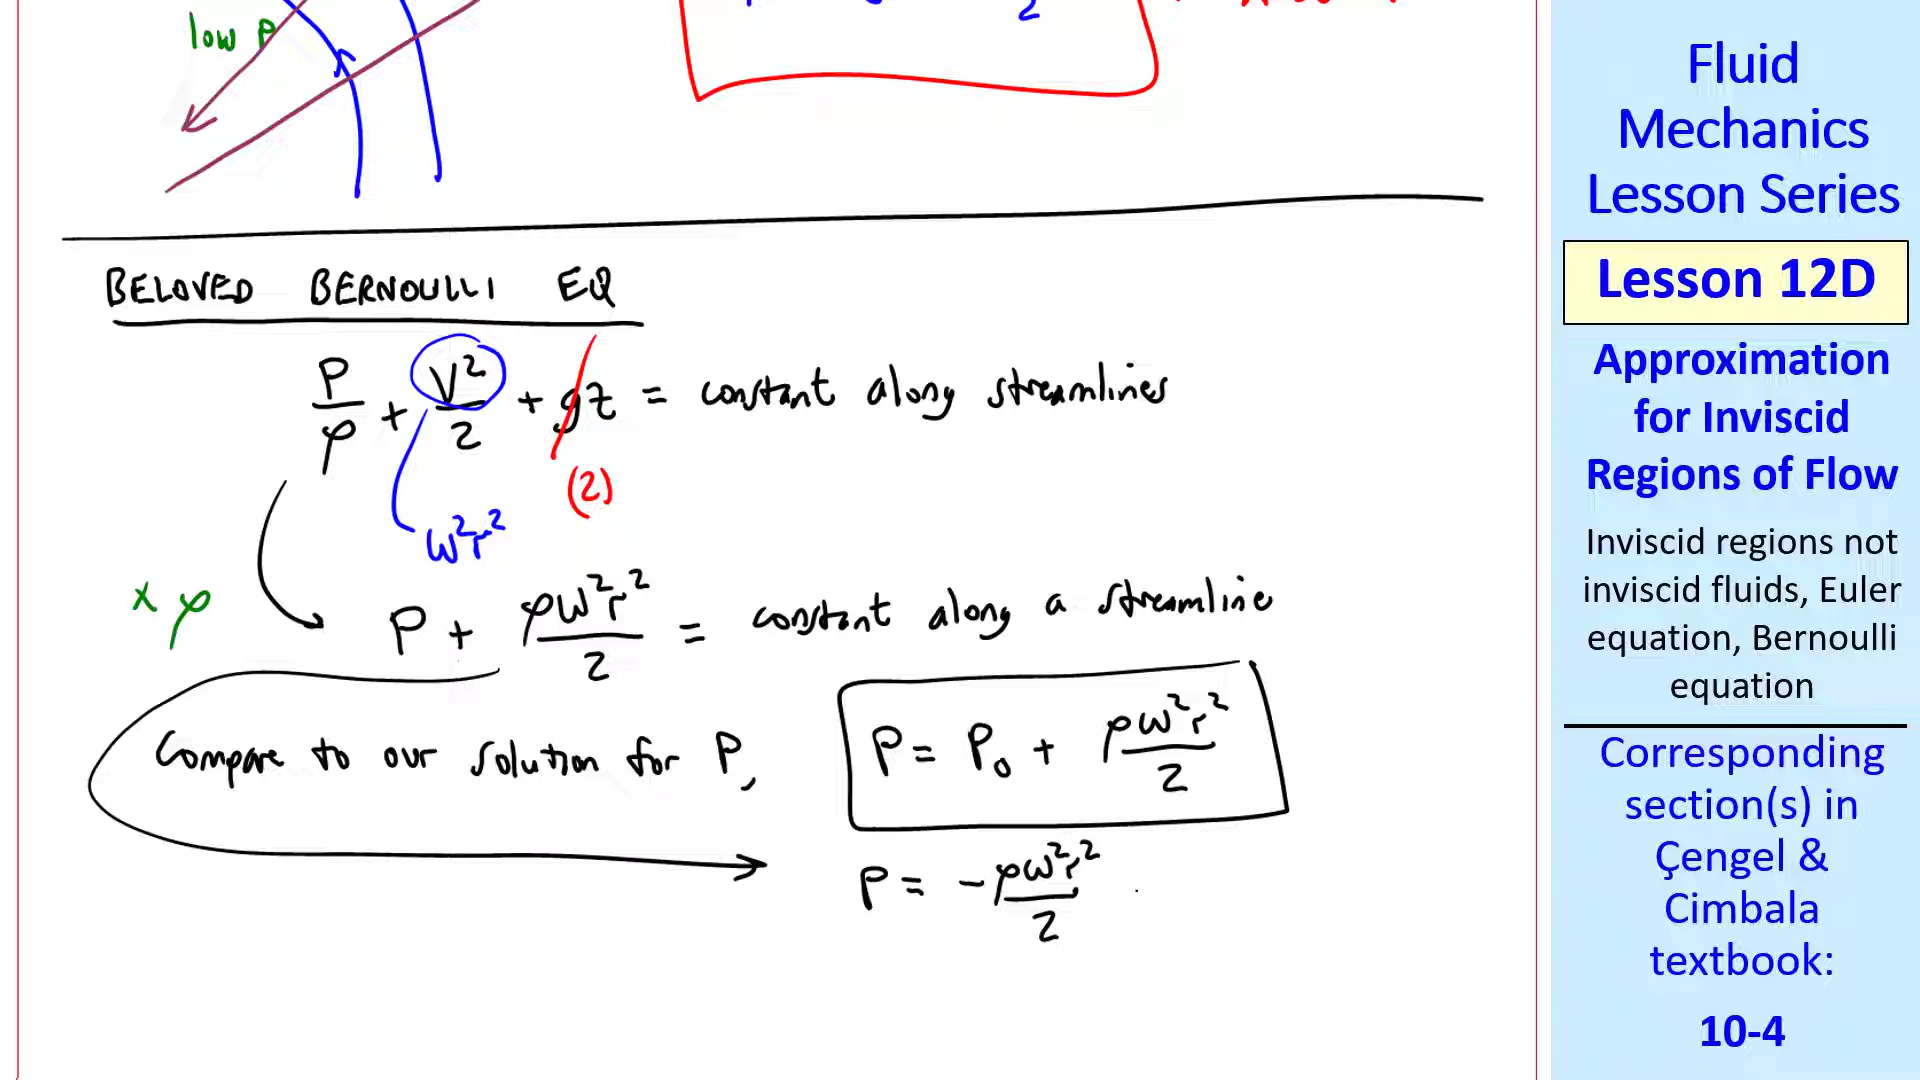 low P
2
BELOVED BERNOULLI EQ
P/ρ + V²/2 + gz = constant along streamlines
(2)
ω²r²
x ρ
P + ρω²r²/2 = constant along a streamline
Compare to our solution for P,
P = P₀ + ρω²r²/2
P = -ρω²r²/2
Fluid
Mechanics
Lesson Series
Lesson 12D
Approximation
for Inviscid
Regions of Flow
Inviscid regions not
inviscid fluids, Euler
equation, Bernoulli
equation
Corresponding
section(s) in
Çengel &
Cimbala
textbook:
10-4